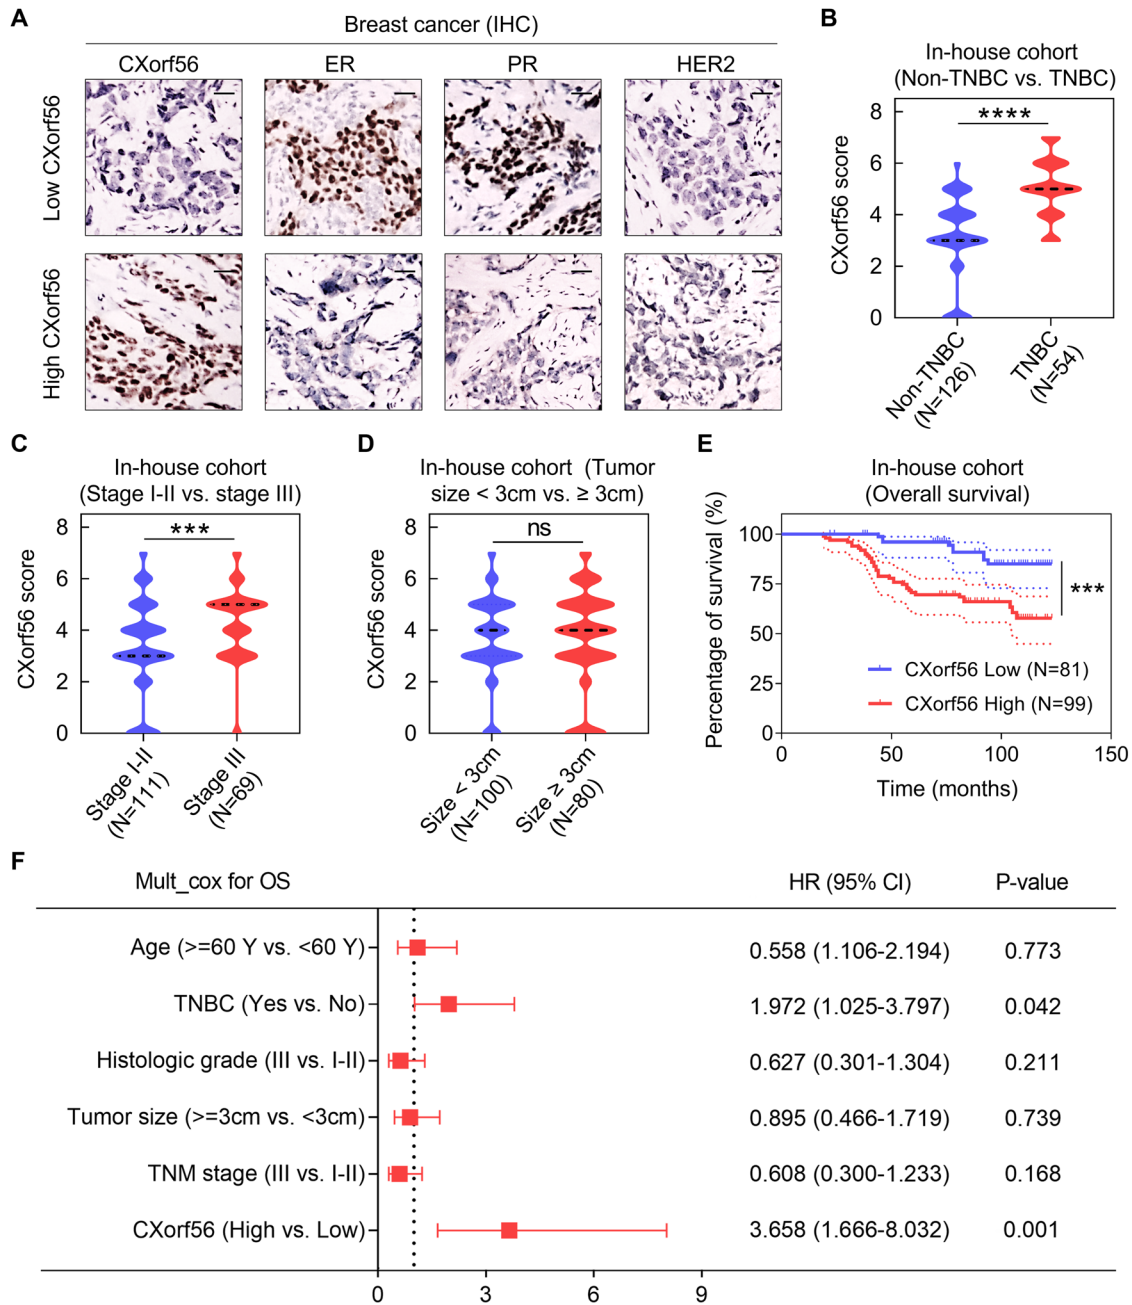 A
Breast cancer (IHC)
CXorf56
ER
PR
HER2
Low CXorf56
High CXorf56
B
In-house cohort
(Non-TNBC vs. TNBC)
****
CXorf56 score
8
6
4
2
0
Non-TNBC
(N=126)
TNBC
(N=54)
C
In-house cohort
(Stage I-II vs. stage III)
***
CXorf56 score
8
6
4
2
0
Stage I-II
(N=111)
Stage III
(N=69)
D
In-house cohort (Tumor
size < 3cm vs. ≥ 3cm)
ns
CXorf56 score
8
6
4
2
0
Size < 3cm
(N=100)
Size ≥ 3cm
(N=80)
E
In-house cohort
(Overall survival)
Percentage of survival (%)
100
75
50
25
0
***
CXorf56 Low (N=81)
CXorf56 High (N=99)
0 50 100 150
Time (months)
F
Mult_cox for OS HR (95% CI) P-value
Age (>=60 Y vs. <60 Y) 0.558 (1.106-2.194) 0.773
TNBC (Yes vs. No) 1.972 (1.025-3.797) 0.042
Histologic grade (III vs. I-II) 0.627 (0.301-1.304) 0.211
Tumor size (>=3cm vs. <3cm) 0.895 (0.466-1.719) 0.739
TNM stage (III vs. I-II) 0.608 (0.300-1.233) 0.168
CXorf56 (High vs. Low) 3.658 (1.666-8.032) 0.001
0 3 6 9